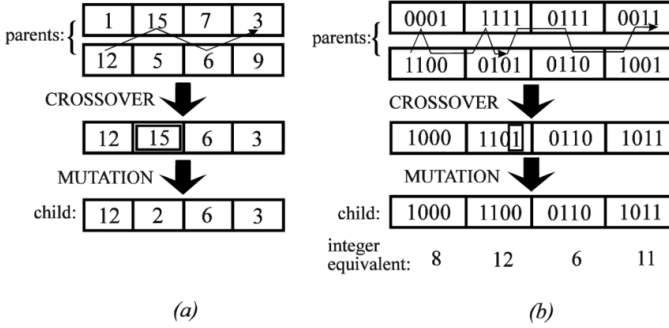 1 15 7 3
parents:
12 5 6 9
CROSSOVER
12 15 6 3
MUTATION
child: 12 2 6 3
(a)
0001 1111 0111 0011
parents:
1100 0101 0110 1001
CROSSOVER
1000 1101 0110 1011
MUTATION
child: 1000 1100 0110 1011
integer
equivalent: 8 12 6 11
(b)